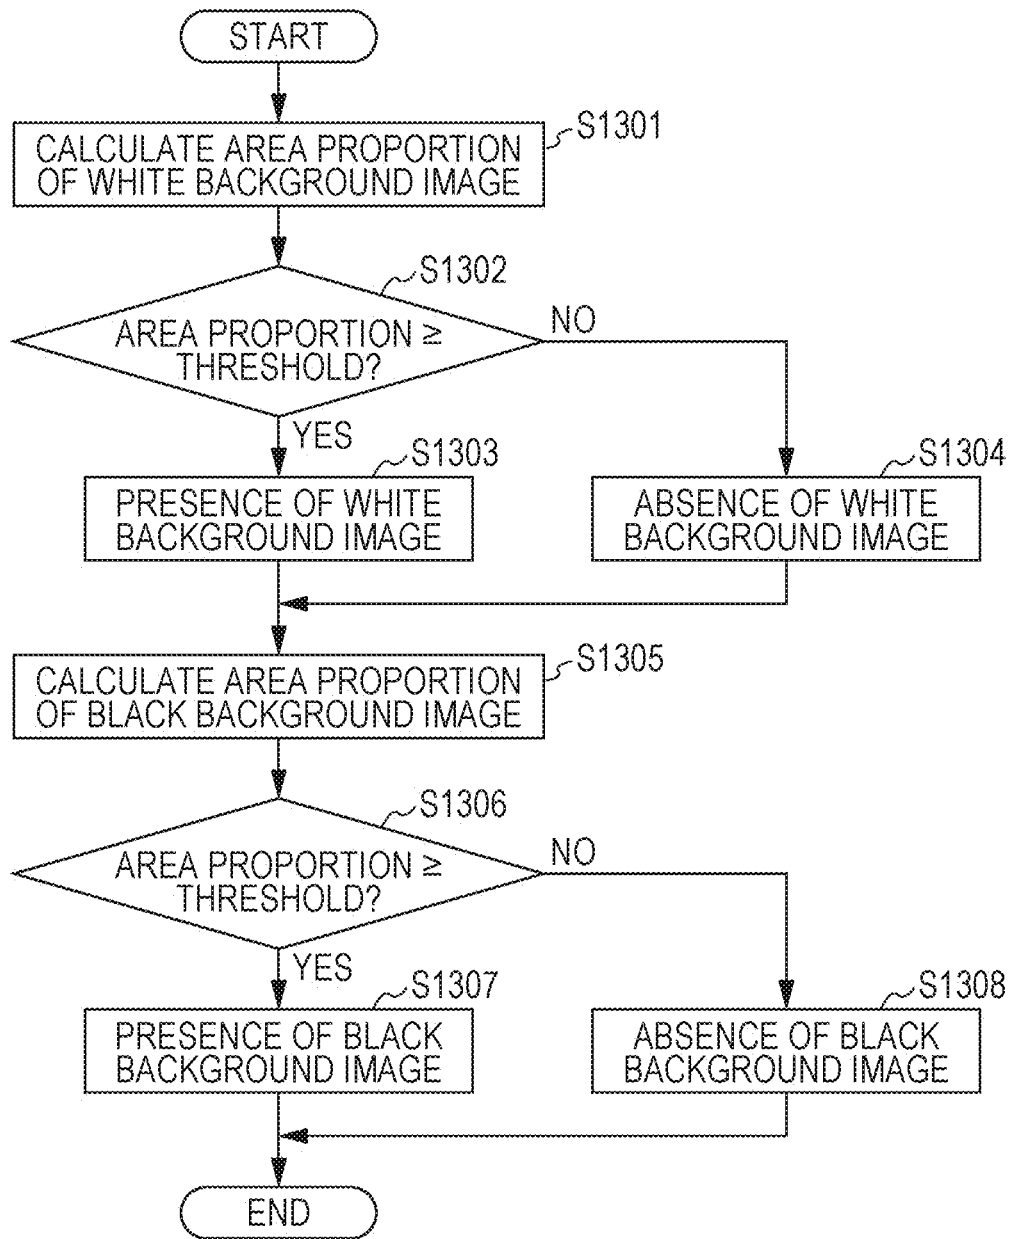 START
S1301
CALCULATE AREA PROPORTION
OF WHITE BACKGROUND IMAGE
S1302
AREA PROPORTION ≥
THRESHOLD?
NO
YES
S1303
PRESENCE OF WHITE
BACKGROUND IMAGE
S1304
ABSENCE OF WHITE
BACKGROUND IMAGE
S1305
CALCULATE AREA PROPORTION
OF BLACK BACKGROUND IMAGE
S1306
AREA PROPORTION ≥
THRESHOLD?
NO
YES
S1307
PRESENCE OF BLACK
BACKGROUND IMAGE
S1308
ABSENCE OF BLACK
BACKGROUND IMAGE
END